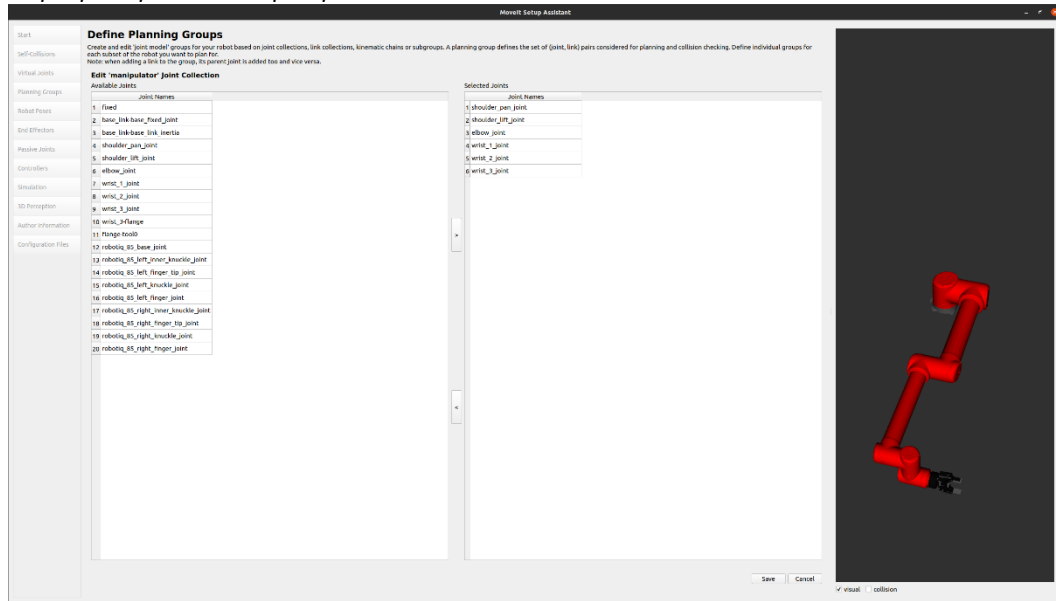 MoveIt Setup Assistant
Start
Self-Collisions
Virtual Joints
Planning Groups
Robot Poses
End Effectors
Passive Joints
Controllers
Simulation
3D Perception
Author Information
Configuration Files
Define Planning Groups
Create and edit 'joint model' groups for your robot based on joint collections, link collections, kinematic chains or subgroups. A planning group defines the set of (joint, link) pairs considered for planning and collision checking. Define individual groups for
each subset of the robot you want to plan for.
Note: when adding a link to the group, its parent joint is added too and vice versa.
Edit 'manipulator' Joint Collection
Available Joints
Joint Names
1 fixed
2 base_link-base_fixed_joint
3 base_link-base_link_inertia
4 shoulder_pan_joint
5 shoulder_lift_joint
6 elbow_joint
7 wrist_1_joint
8 wrist_2_joint
9 wrist_3_joint
10 wrist_3-flange
11 flange-tool0
12 robotiq_85_base_joint
13 robotiq_85_left_inner_knuckle_joint
14 robotiq_85_left_finger_tip_joint
15 robotiq_85_left_knuckle_joint
16 robotiq_85_left_finger_joint
17 robotiq_85_right_inner_knuckle_joint
18 robotiq_85_right_finger_tip_joint
19 robotiq_85_right_knuckle_joint
20 robotiq_85_right_finger_joint
>
<
Selected Joints
Joint Names
1 shoulder_pan_joint
2 shoulder_lift_joint
3 elbow_joint
4 wrist_1_joint
5 wrist_2_joint
6 wrist_3_joint
Save Cancel
visual collision